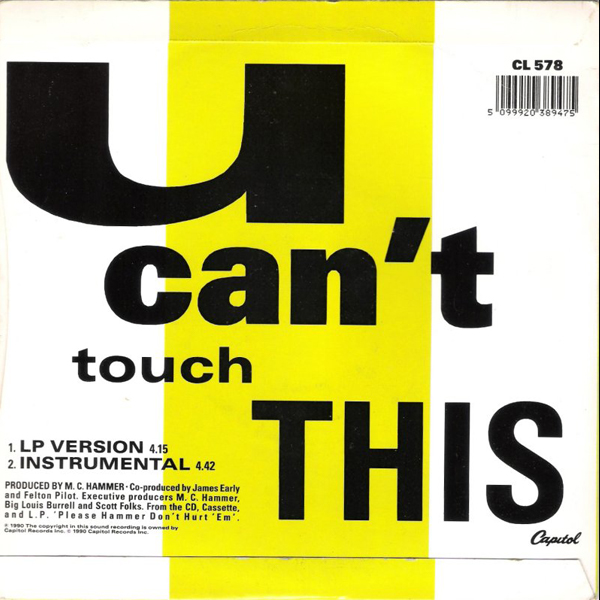 CL 578
5 099920 389475
u
can't
touch
THIS
1. LP VERSION 4.15
2. INSTRUMENTAL 4.42
PRODUCED BY M. C. HAMMER · Co-produced by James Early
and Felton Pilot. Executive producers M. C. Hammer,
Big Louis Burrell and Scott Folks. From the CD, Cassette,
and L.P. 'Please Hammer Don't Hurt 'Em'.
℗ 1990 The copyright in this sound recording is owned by
Capitol Records Inc. © 1990 Capitol Records Inc.
Capitol